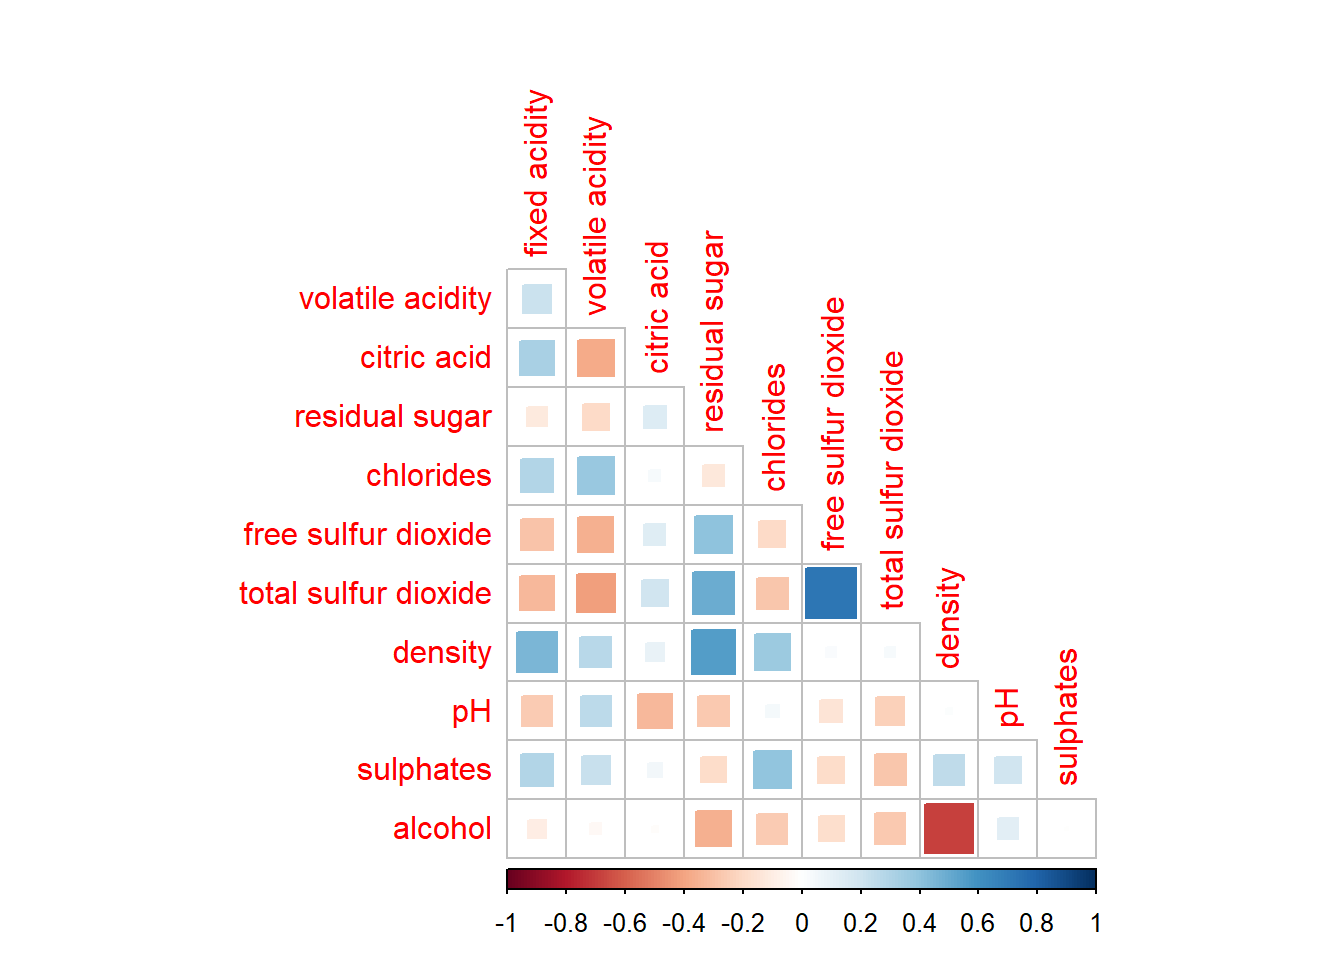 fixed acidity
volatile acidity
citric acid
residual sugar
chlorides
free sulfur dioxide
total sulfur dioxide
density
pH
sulphates
volatile acidity
citric acid
residual sugar
chlorides
free sulfur dioxide
total sulfur dioxide
density
pH
sulphates
alcohol
-1 -0.8 -0.6 -0.4 -0.2 0 0.2 0.4 0.6 0.8 1